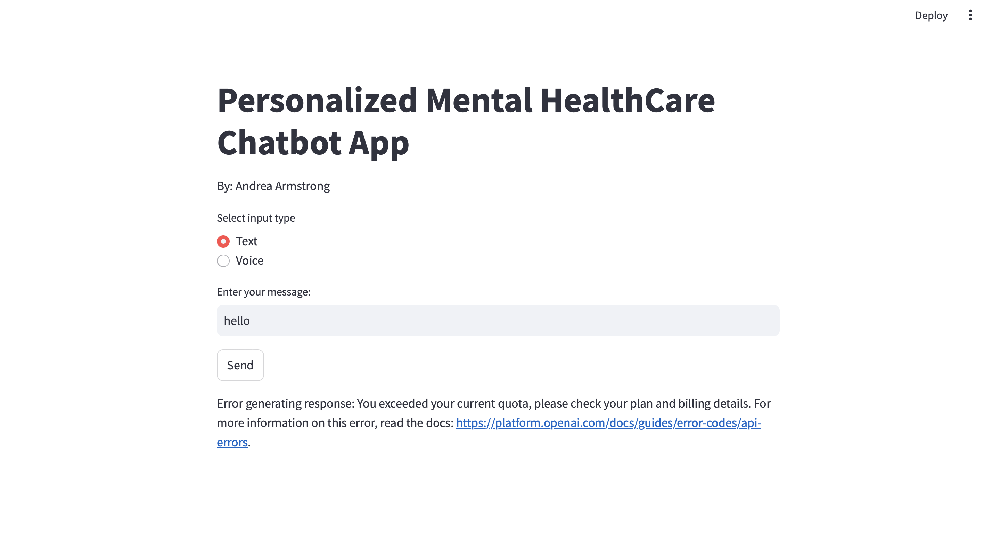 Deploy
Personalized Mental HealthCare
Chatbot App
By: Andrea Armstrong
Select input type
Text
Voice
Enter your message:
hello
Send
Error generating response: You exceeded your current quota, please check your plan and billing details. For
more information on this error, read the docs: https://platform.openai.com/docs/guides/error-codes/api-
errors.